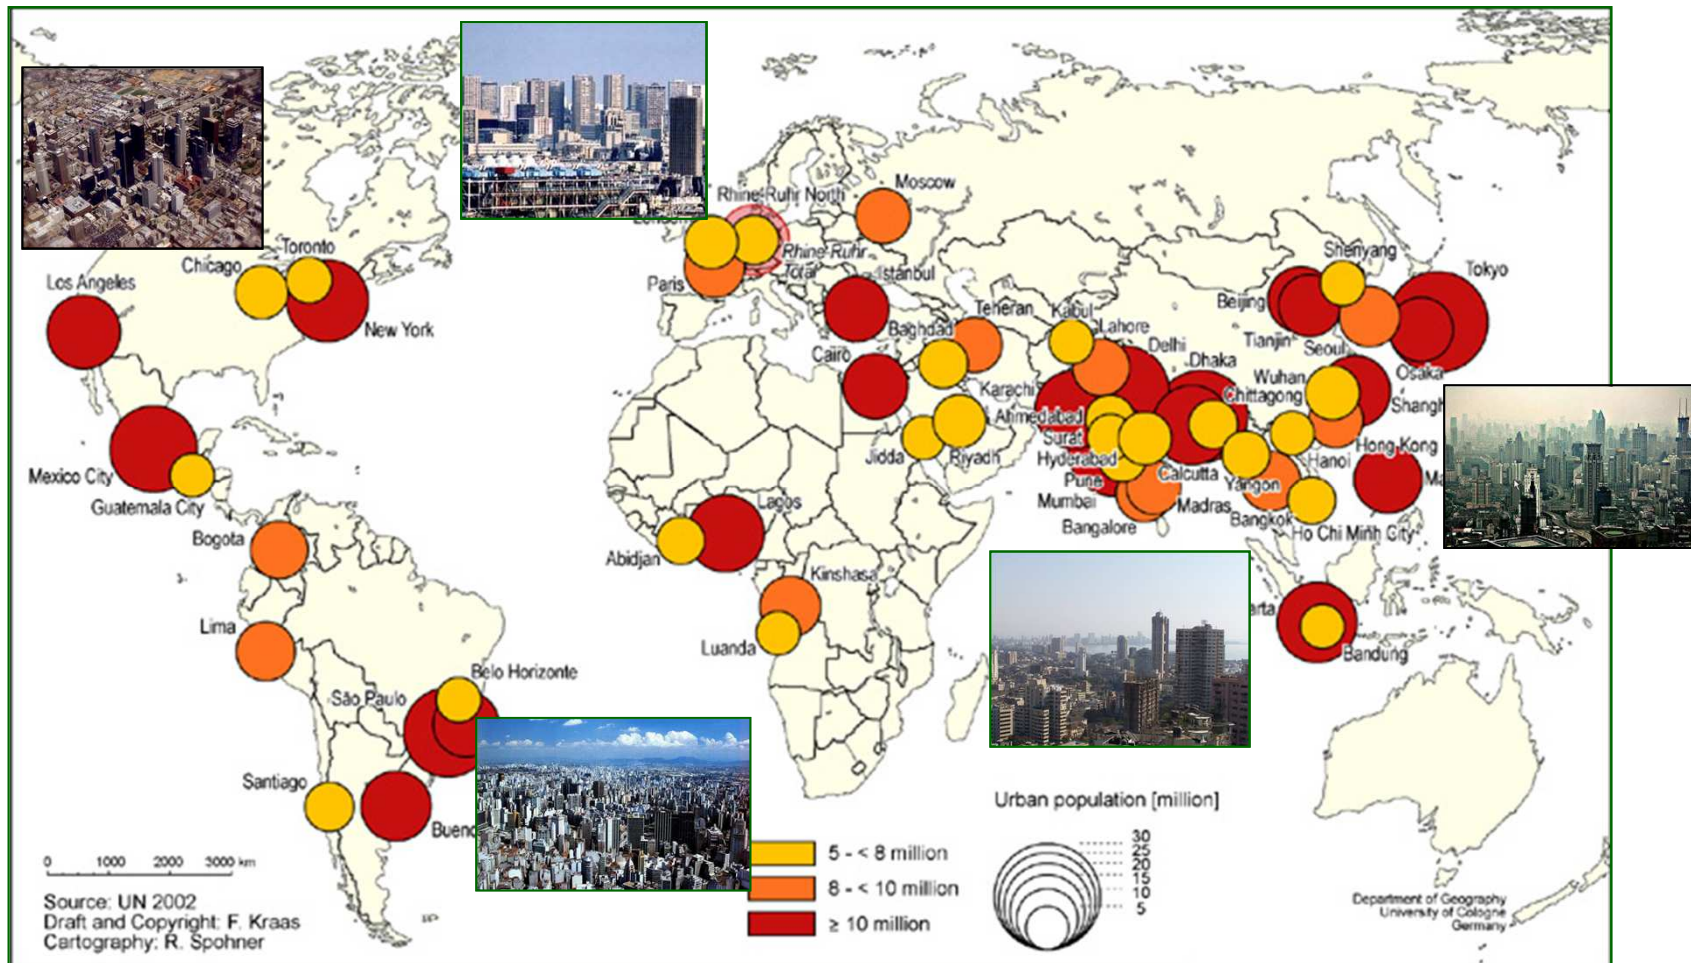 Rhine-Ruhr North
Moscow
Rhine-Ruhr
Total
Paris
Istanbul
Toronto
Chicago
Los Angeles
New York
Shenyang
Tokyo
Beijing
Tianjin
Seoul
Osaka
Teheran
Kabul
Baghdad
Lahore
Delhi
Dhaka
Cairo
Karachi
Wuhan
Chittagong
Ahmedabad
Surat
Hyderabad
Jidda
Riyadh
Pune
Mumbai
Bangalore
Calcutta
Madras
Yangon
Bangkok
Hanoi
Hong Kong
Shangh
Ma
Ho Chi Minh City
Mexico City
Guatemala City
Lagos
Abidjan
Bogota
Kinshasa
Lima
Luanda
arta
Bandung
Belo Horizonte
São Paulo
Santiago
Bueno
Urban population [million]
30
25
20
15
10
5
5 - < 8 million
8 - < 10 million
≥ 10 million
0 1000 2000 3000 km
Source: UN 2002
Draft and Copyright: F. Kraas
Cartography: R. Spohner
Department of Geography
University of Cologne
Germany